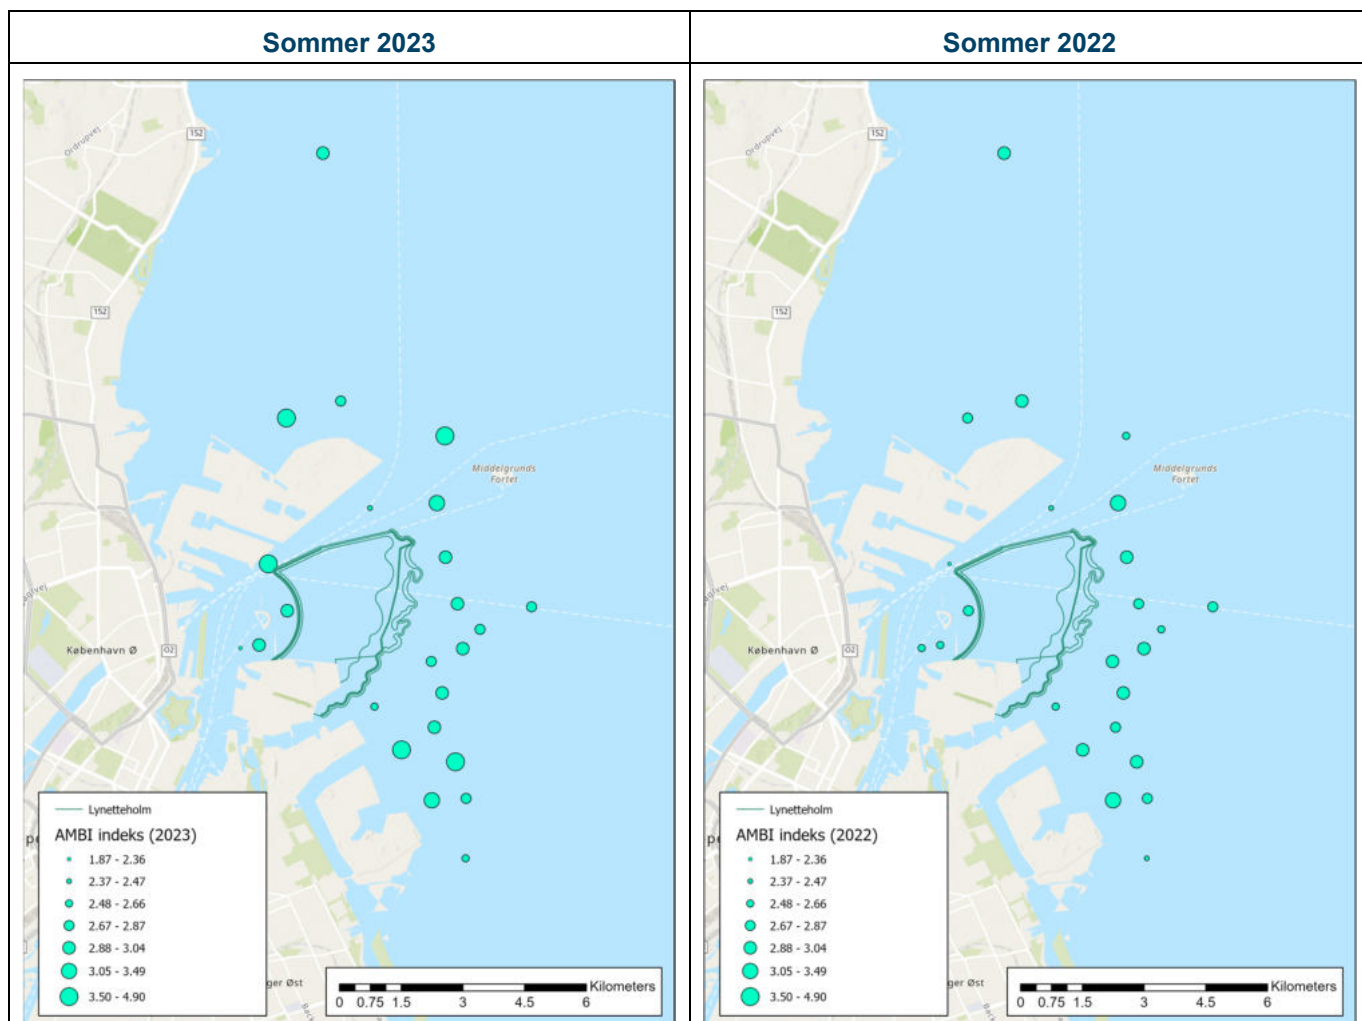 Sommer 2023
Sommer 2022
Ordrupvej
152
152
Middelgrunds
Fortet
København Ø
O2
Lynetteholm
AMBI indeks (2023)
1.87 - 2.36
2.37 - 2.47
2.48 - 2.66
2.67 - 2.87
2.88 - 3.04
3.05 - 3.49
3.50 - 4.90
ger Øst
0 0.75 1.5 3 4.5 6 Kilometers
Ordrupvej
152
152
Middelgrunds
Fortet
København Ø
O2
Lynetteholm
AMBI indeks (2022)
1.87 - 2.36
2.37 - 2.47
2.48 - 2.66
2.67 - 2.87
2.88 - 3.04
3.05 - 3.49
3.50 - 4.90
ger Øst
0 0.75 1.5 3 4.5 6 Kilometers